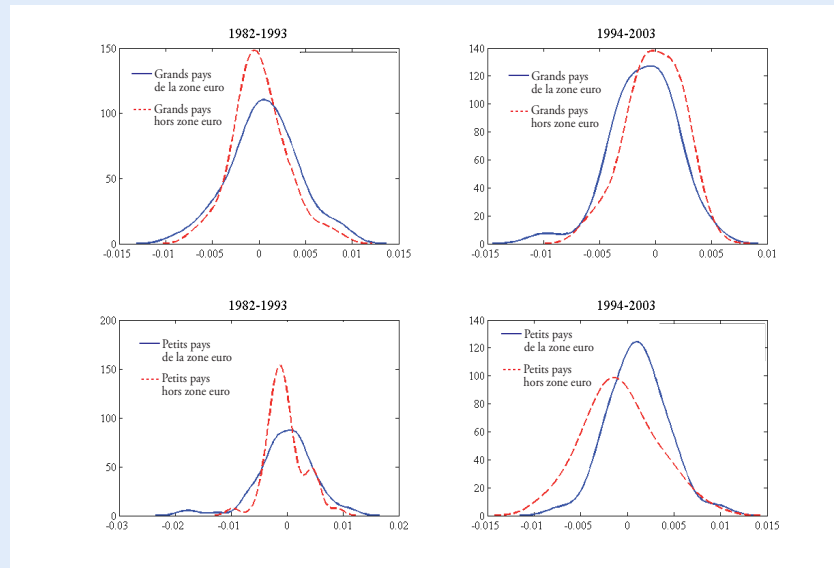 1982-1993
150
100
50
0
Grands pays
de la zone euro
Grands pays
hors zone euro
-0.015 -0.01 -0.005 0 0.005 0.01 0.015
1994-2003
140
120
100
80
60
40
20
0
Grands pays
de la zone euro
Grands pays
hors zone euro
-0.015 -0.01 -0.005 0 0.005 0.01
1982-1993
200
150
100
50
0
Petits pays
de la zone euro
Petits pays
hors zone euro
-0.03 -0.02 -0.01 0 0.01 0.02
1994-2003
140
120
100
80
60
40
20
0
Petits pays
de la zone euro
Petits pays
hors zone euro
-0.015 -0.01 -0.005 0 0.005 0.01 0.015